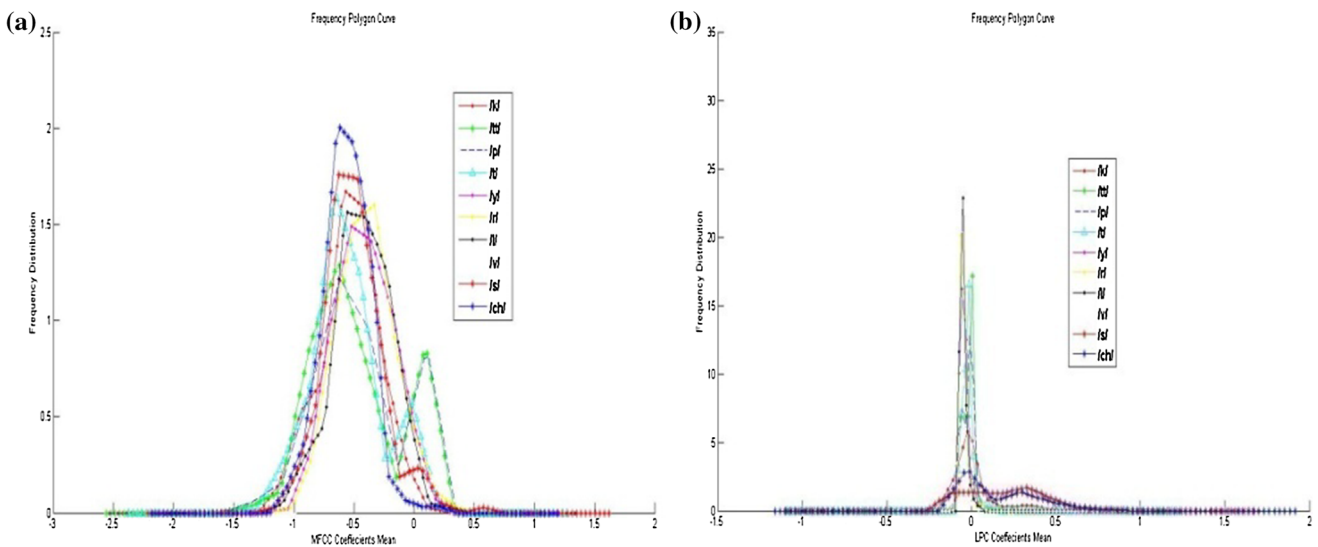 (a)
Frequency Polygon Curve
2.5
2
1.5
1
0.5
0
-3 -2.5 -2 -1.5 -1 -0.5 0 0.5 1 1.5 2
Frequency Distribution
MFCC Coeffecients Mean
/k/
/tt/
/p/
/t/
/y/
/r/
/l/
/v/
/s/
/ch/
(b)
Frequency Polygon Curve
35
30
25
20
15
10
5
0
-1.5 -1 -0.5 0 0.5 1 1.5 2
Frequency Distribution
LPC Coeffecients Mean
/k/
/tt/
/p/
/t/
/y/
/r/
/l/
/v/
/s/
/ch/